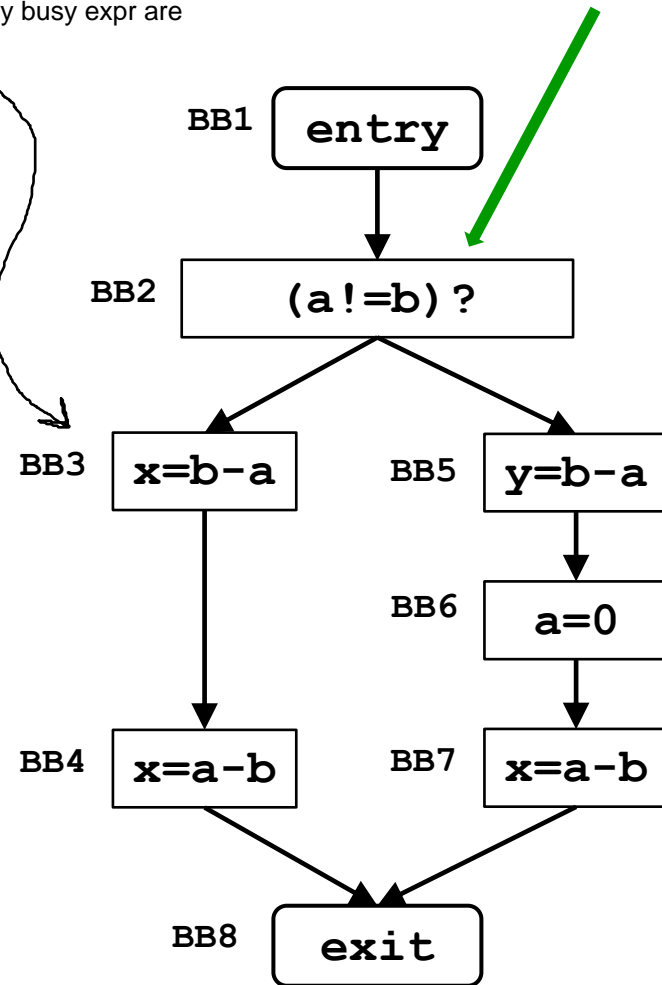 y busy expr are
BB1 entry
BB2 (a!=b)?
BB3 x=b-a BB5 y=b-a
BB6 a=0
BB4 x=a-b BB7 x=a-b
BB8 exit